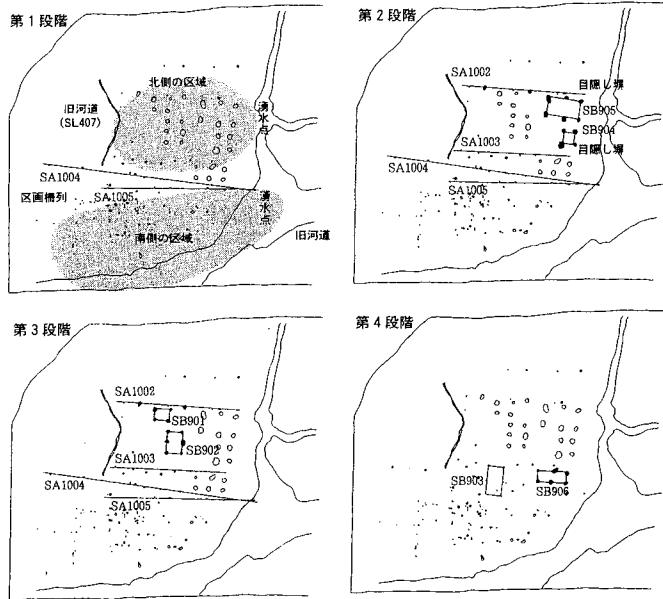 第1段階
北側の区域
旧河道
(SL407)
湧水点
SA1004
区画柵列
SA1005
湧水点
南側の区域
旧河道
第2段階
SA1002
目隠し塀
SB905
SB904
SA1003
目隠し塀
SA1004
SA1005
第3段階
SA1002
SB901
SB902
SA1003
SA1004
SA1005
第4段階
SB903
SB906